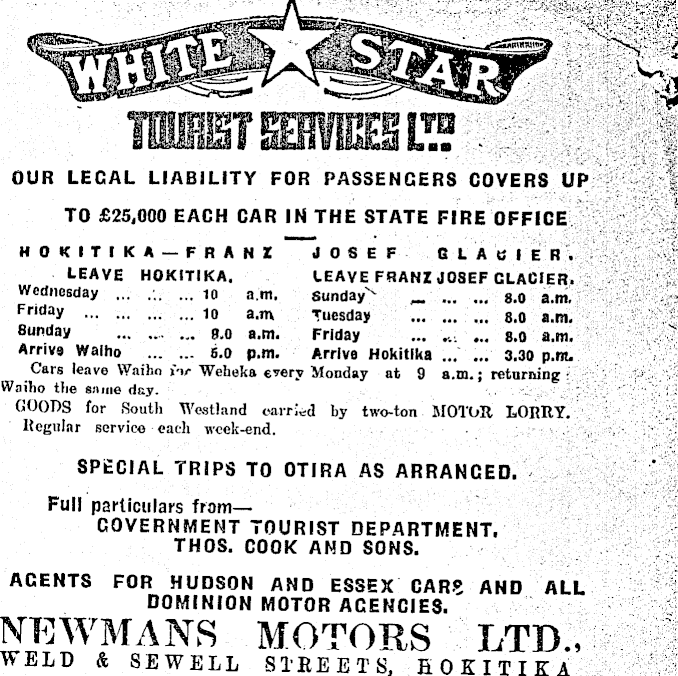 WHITE STAR
TOURIST SERVICES LTD
OUR LEGAL LIABILITY FOR PASSENGERS COVERS UP
TO £25,000 EACH CAR IN THE STATE FIRE OFFICE
HOKITIKA—FRANZ JOSEF GLACIER.
LEAVE HOKITIKA.
Wednesday ... ... ... 10 a.m.
Friday ... ... ... ... 10 a.m
Sunday ... ... ... 8.0 a.m.
Arrive Waiho ... ... 5.0 p.m.
LEAVE FRANZ JOSEF GLACIER.
Sunday ... ... ... 8.0 a.m.
Tuesday ... ... ... 8.0 a.m.
Friday ... ... ... 8.0 a.m.
Arrive Hokitika ... ... 3.30 p.m.
Cars leave Waiho for Weheka every Monday at 9 a.m.; returning
Waiho the same day.
GOODS for South Westland carried by two-ton MOTOR LORRY.
Regular service each week-end.
SPECIAL TRIPS TO OTIRA AS ARRANGED.
Full particulars from—
GOVERNMENT TOURIST DEPARTMENT.
THOS. COOK AND SONS.
AGENTS FOR HUDSON AND ESSEX CARS AND ALL
DOMINION MOTOR AGENCIES.
NEWMANS MOTORS LTD.,
WELD & SEWELL STREETS, HOKITIKA